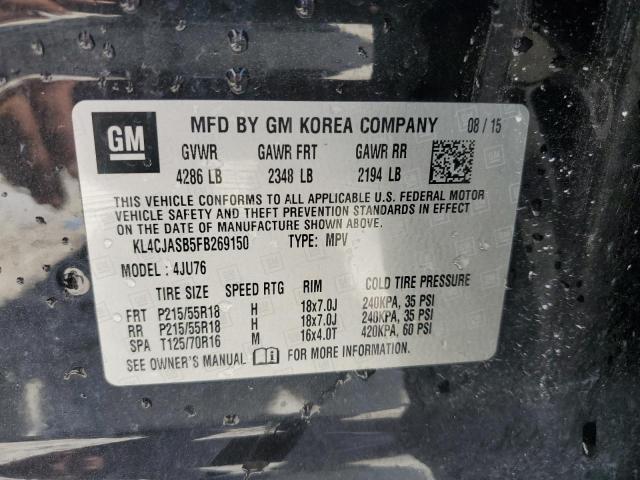 GM
MFD BY GM KOREA COMPANY 08 / 15
GVWR GAWR FRT GAWR RR
4286 LB 2348 LB 2194 LB
THIS VEHICLE CONFORMS TO ALL APPLICABLE U.S. FEDERAL MOTOR
VEHICLE SAFETY AND THEFT PREVENTION STANDARDS IN EFFECT
ON THE DATE OF MANUFACTURE SHOWN ABOVE.
KL4CJASB5FB269150 TYPE: MPV
MODEL: 4JU76
TIRE SIZE SPEED RTG RIM COLD TIRE PRESSURE
FRT P215/55R18 H 18x7.0J 240KPA, 35 PSI
RR P215/55R18 H 18x7.0J 240KPA, 35 PSI
SPA T125/70R16 M 16x4.0T 420KPA, 60 PSI
SEE OWNER'S MANUAL FOR MORE INFORMATION.